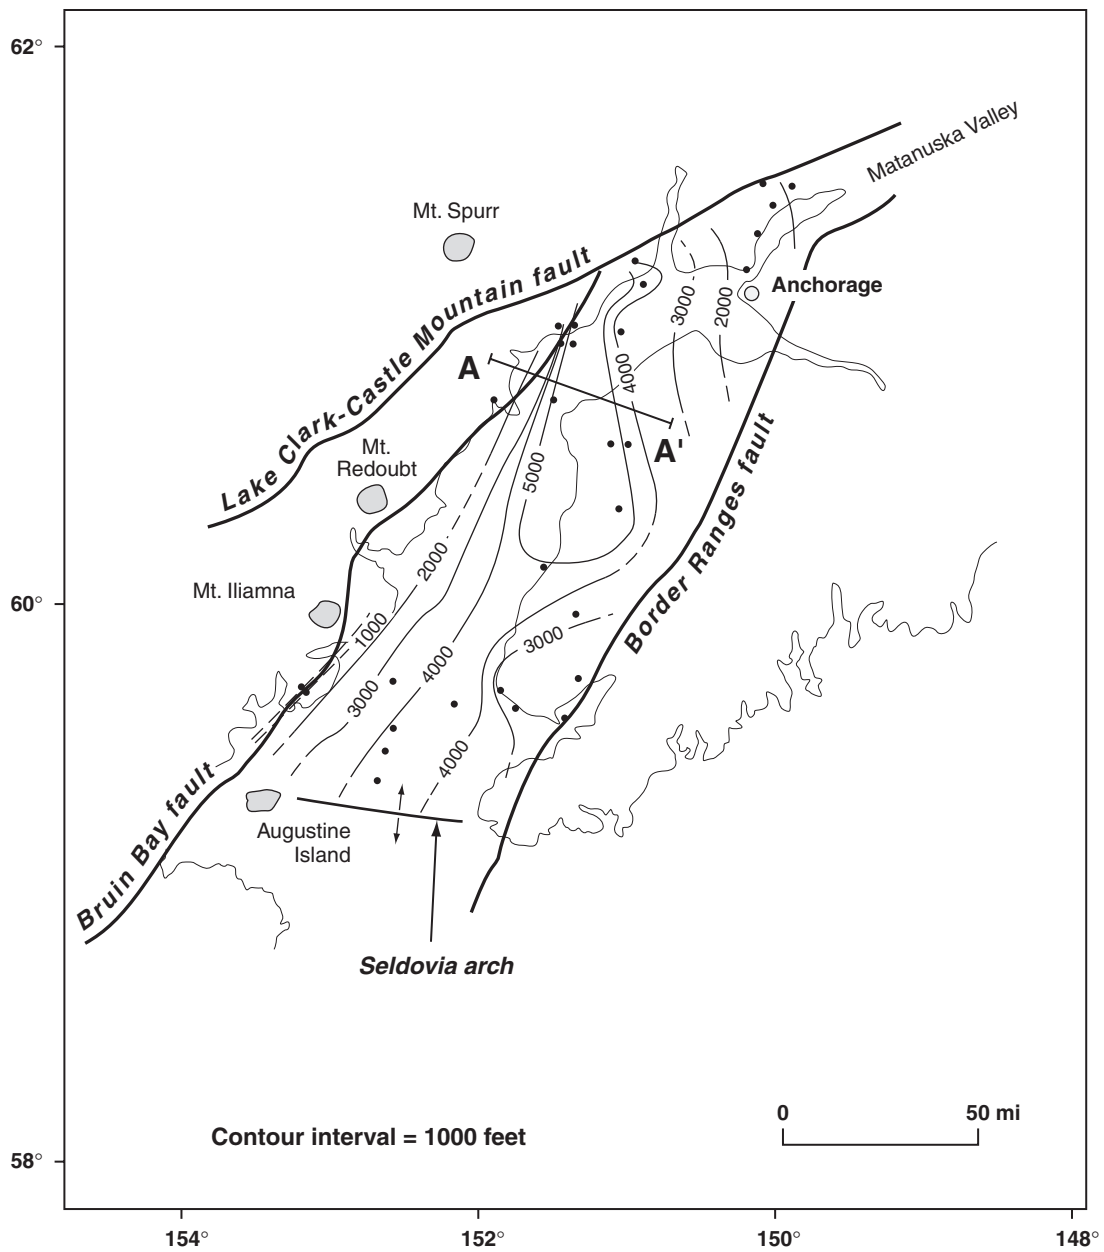 62°
Matanuska Valley
Mt. Spurr
Lake Clark-Castle Mountain fault
Anchorage
3000
2000
A
4000
A'
Mt.
Redoubt
5000
Border Ranges fault
2000
60°
Mt. Iliamna
1000
3000
4000
3000
4000
Bruin Bay fault
Augustine
Island
Seldovia arch
0 50 mi
Contour interval = 1000 feet
58°
154° 152° 150° 148°